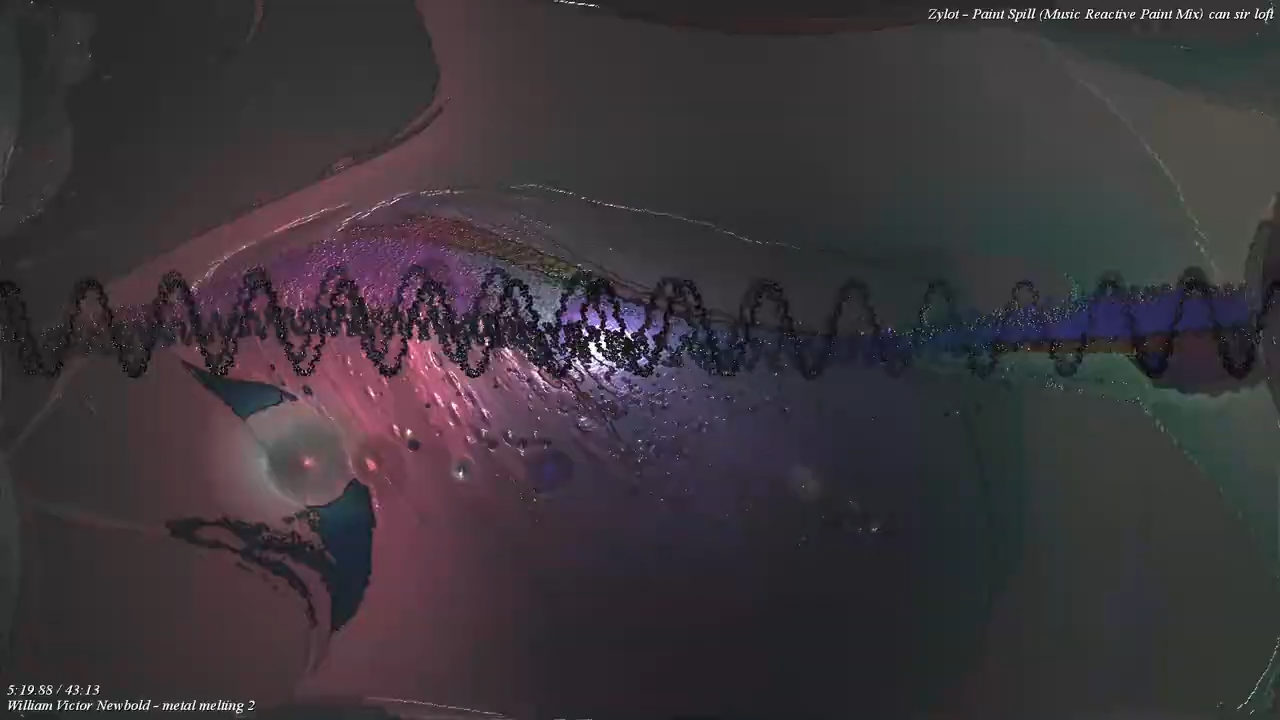 Zylot - Paint Spill (Music Reactive Paint Mix) can sir loft
5:19.88 / 43:13
William Victor Newbold - metal melting 2